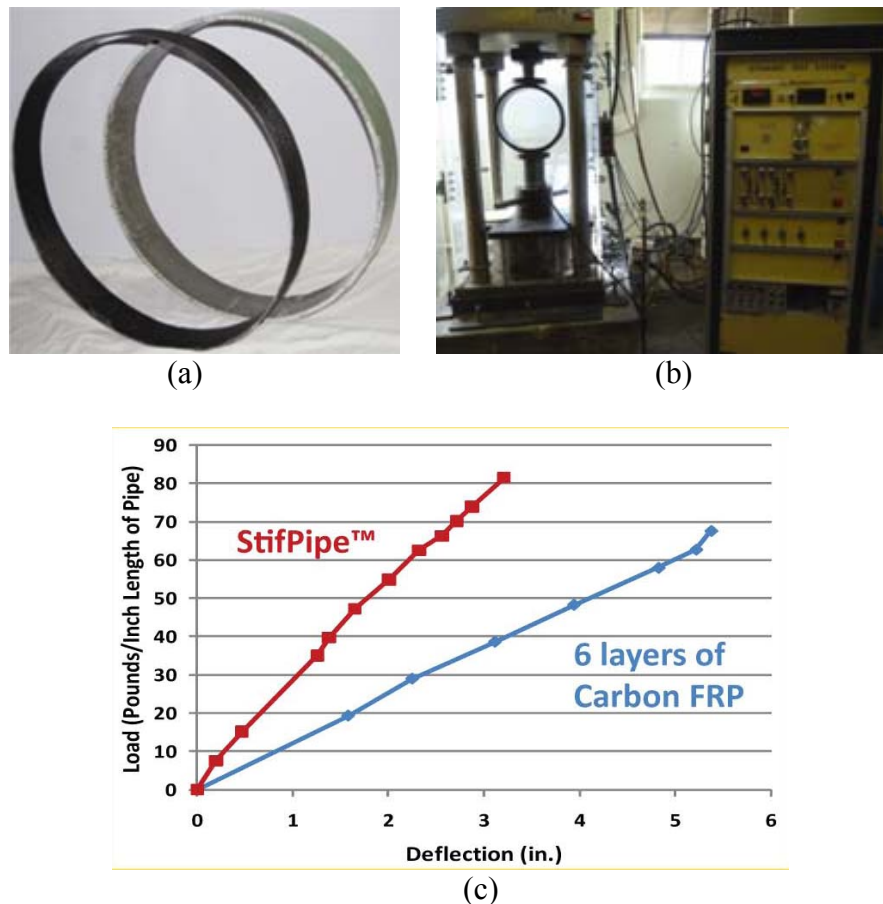 (a)
(b)
90
80
70
60
50
40
30
20
10
0
Load (Pounds/Inch Length of Pipe)
StifPipe™
6 layers of
Carbon FRP
0 1 2 3 4 5 6
Deflection (in.)
(c)